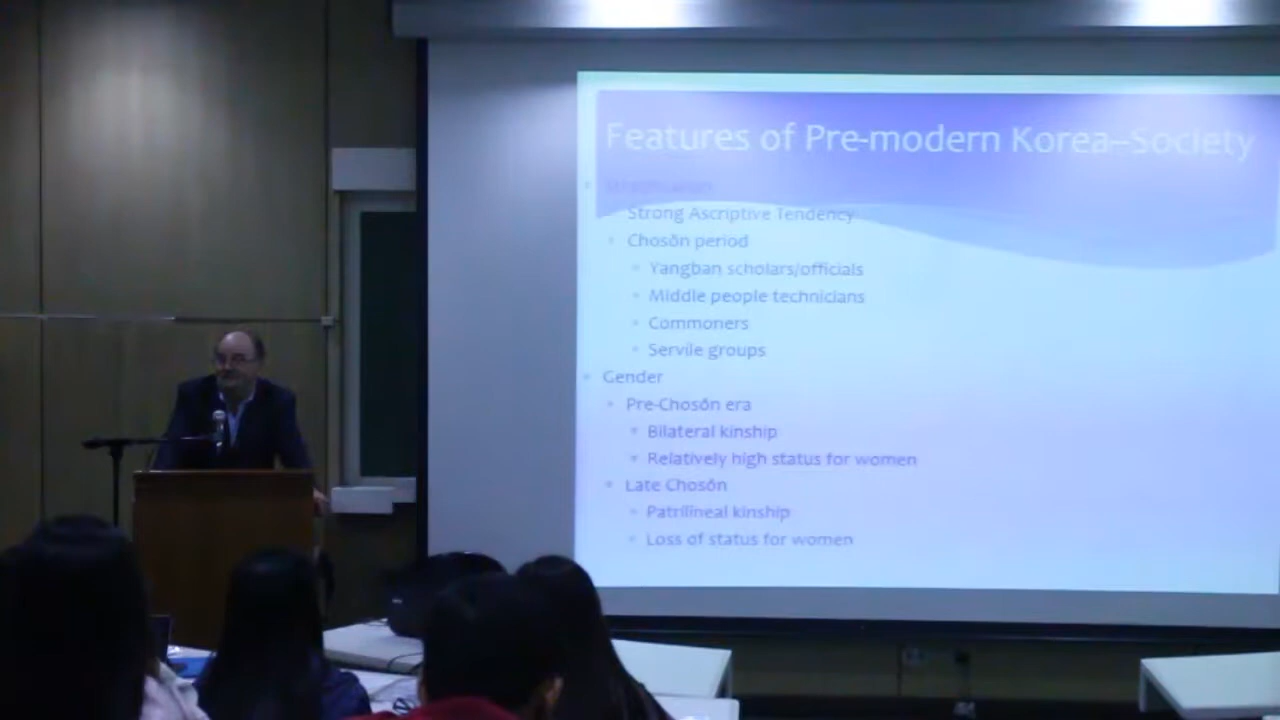 Features of Pre-modern Korea–Society
Stratification
Strong Ascriptive Tendency
Chosŏn period
Yangban scholars/officials
Middle people technicians
Commoners
Servile groups
Gender
Pre-Chosŏn era
Bilateral kinship
Relatively high status for women
Late Chosŏn
Patrilineal kinship
Loss of status for women